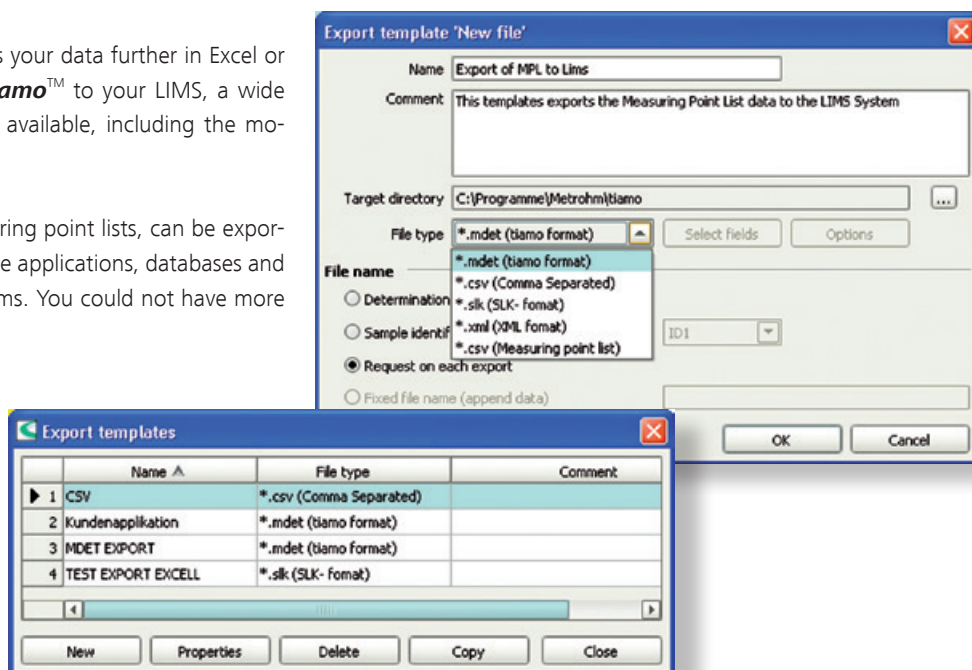 s your data further in Excel or
amo™ to your LIMS, a wide
available, including the mo-
ring point lists, can be expor-
e applications, databases and
ms. You could not have more
Export template 'New file'
Name Export of MPL to Lims
Comment This templates exports the Measuring Point List data to the LIMS System
Target directory C:\Programme\Metrohm\tiamo ...
File type *.mdet (tiamo format) Select fields Options
*.mdet (tiamo format)
*.csv (Comma Separated)
*.slk (SLK- fomat)
*.xml (XML fomat)
*.csv (Measuring point list)
File name
Determination
Sample identif ID1
Request on each export
Fixed file name (append data)
OK Cancel
Export templates
Name File type Comment
1 CSV *.csv (Comma Separated)
2 Kundenapplikation *.mdet (tiamo format)
3 MDET EXPORT *.mdet (tiamo format)
4 TEST EXPORT EXCELL *.slk (SLK- fomat)
New Properties Delete Copy Close